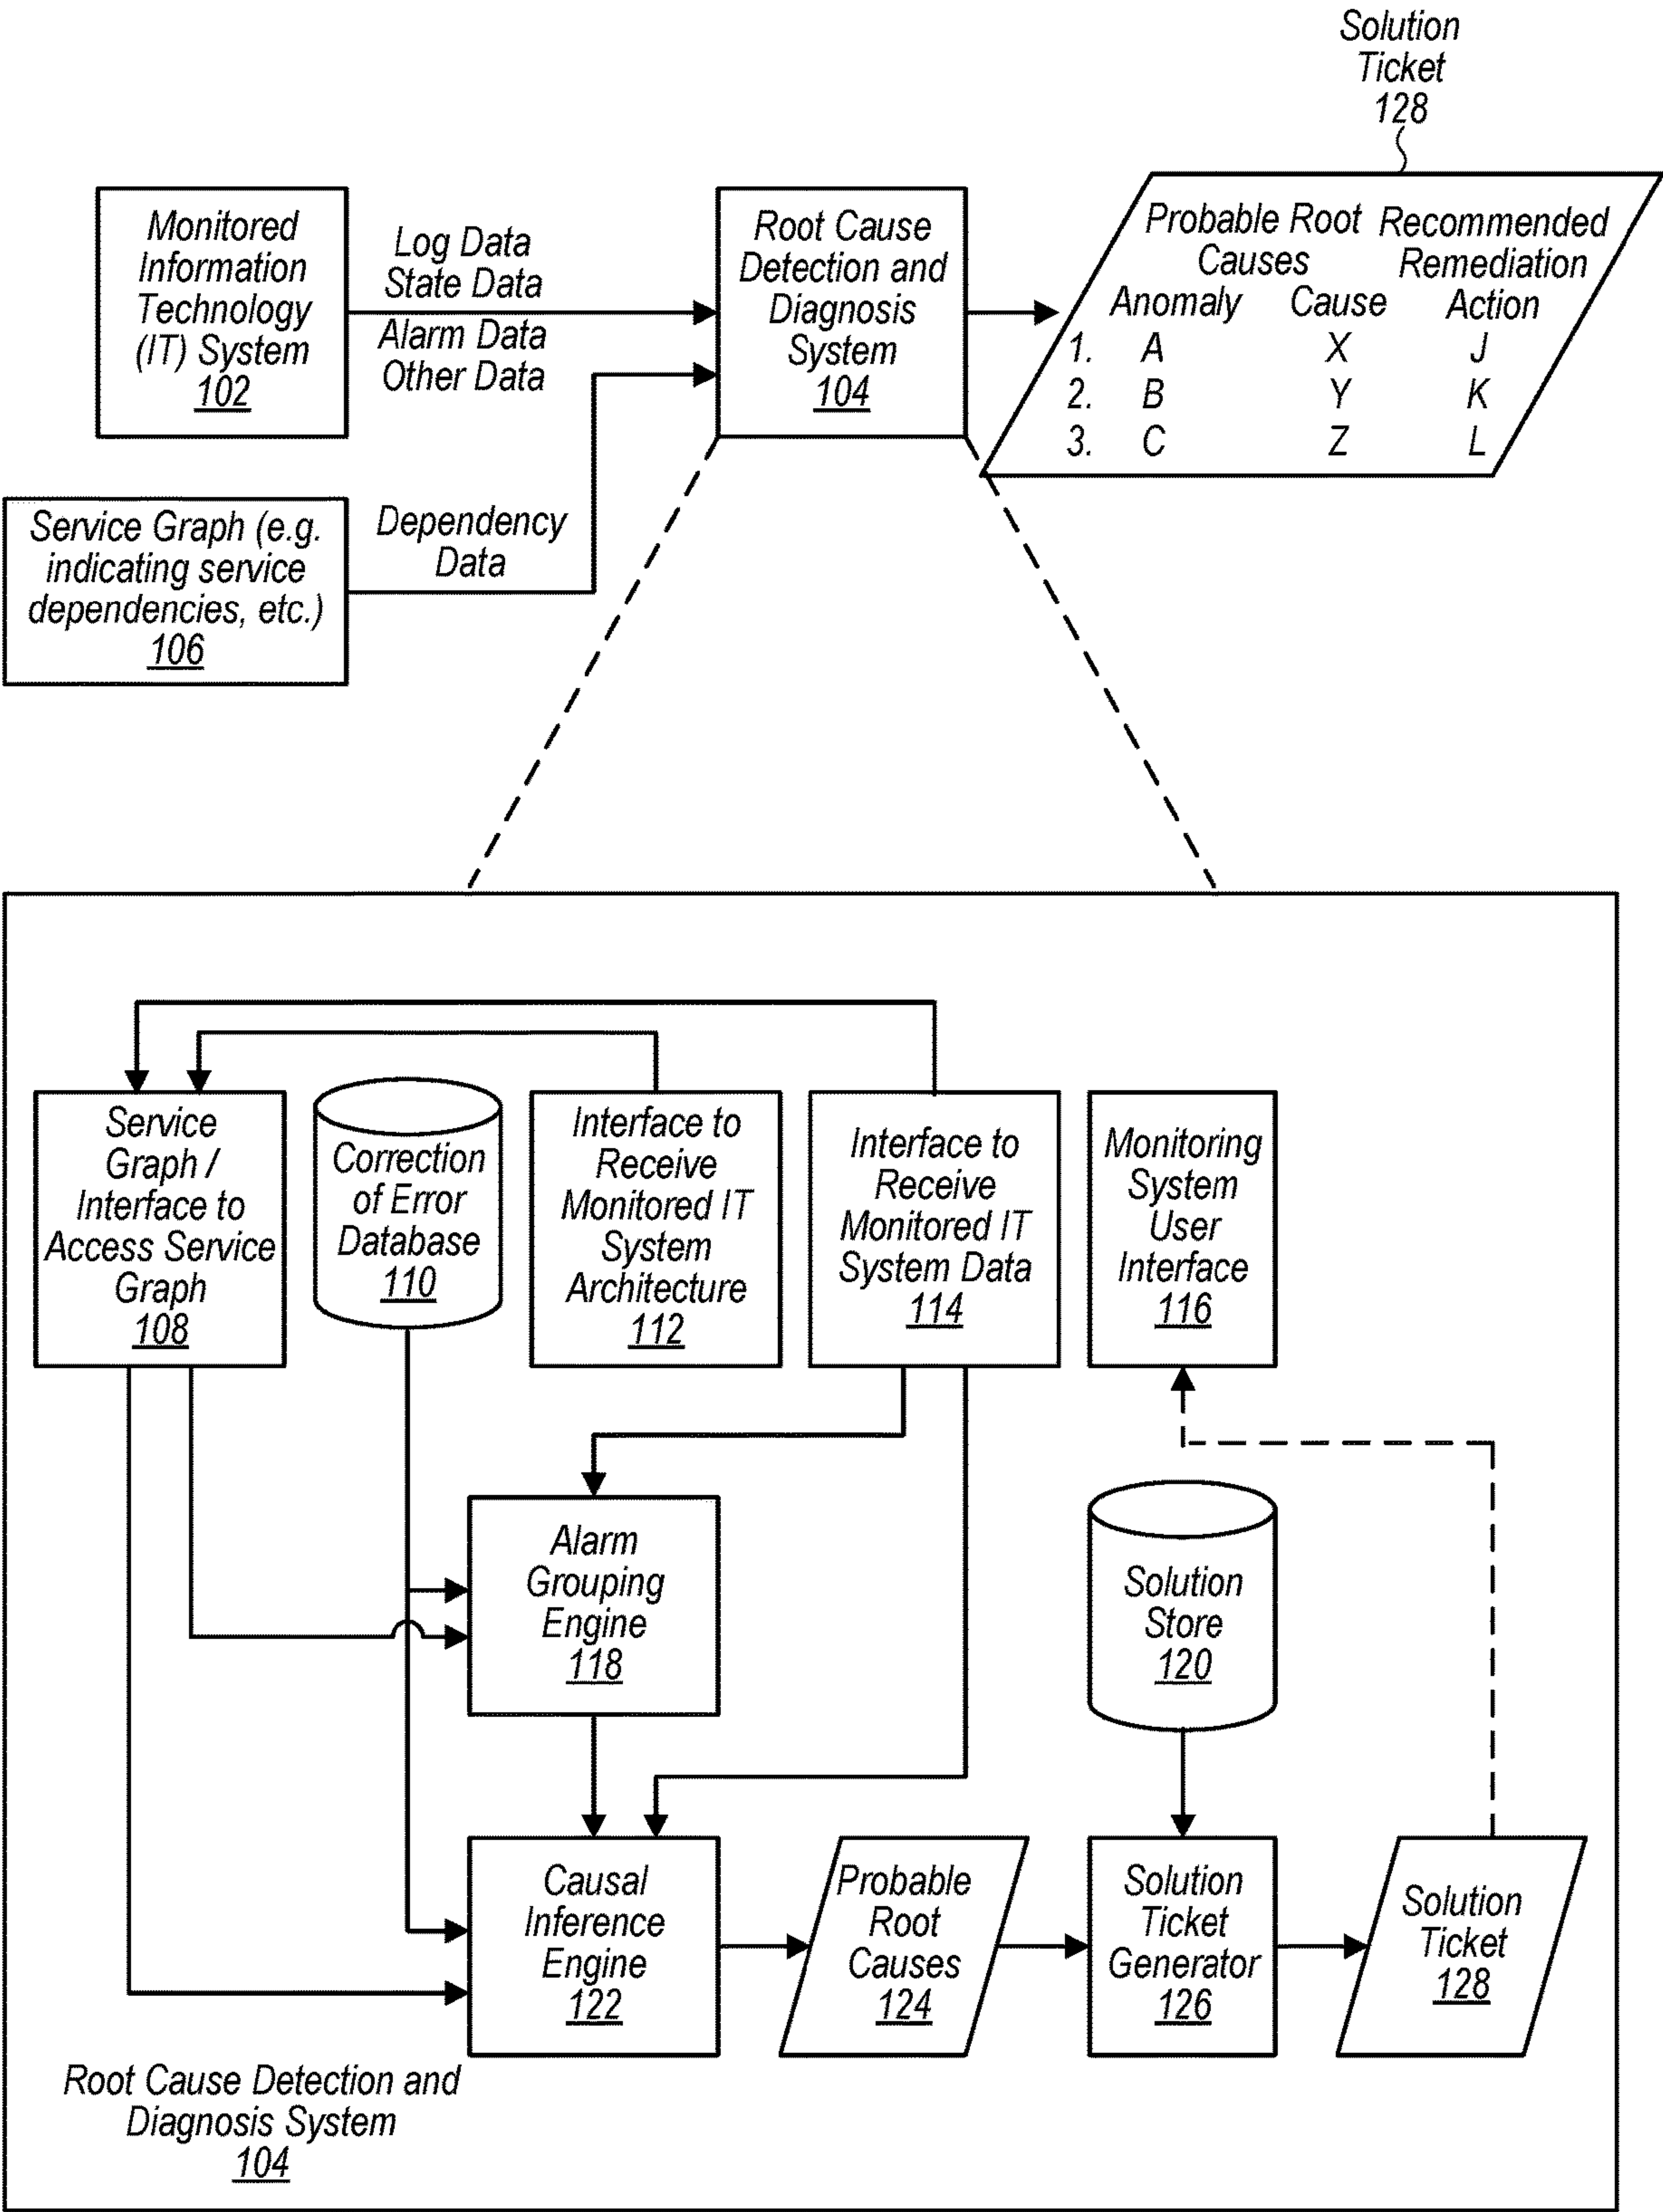 Solution
Ticket
128
Monitored
Information
Technology
(IT) System
102
Log Data
State Data
Alarm Data
Other Data
Root Cause
Detection and
Diagnosis
System
104
Probable Root
Causes
Recommended
Remediation
Action
Anomaly
Cause
1. A X J
2. B Y K
3. C Z L
Service Graph (e.g.
indicating service
dependencies, etc.)
106
Dependency
Data
Service
Graph /
Interface to
Access Service
Graph
108
Correction
of Error
Database
110
Interface to
Receive
Monitored IT
System
Architecture
112
Interface to
Receive
Monitored IT
System Data
114
Monitoring
System
User
Interface
116
Alarm
Grouping
Engine
118
Solution
Store
120
Causal
Inference
Engine
122
Probable
Root
Causes
124
Solution
Ticket
Generator
126
Solution
Ticket
128
Root Cause Detection and
Diagnosis System
104